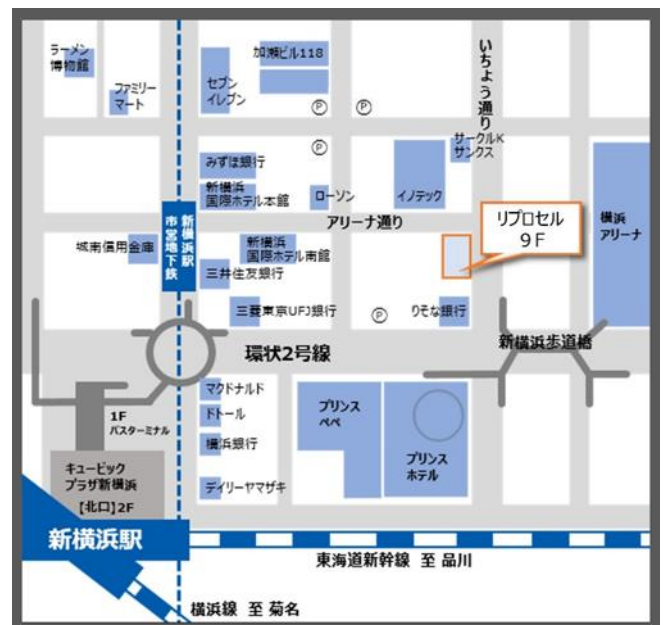 ラーメン
博物館
ファミリー
マート
セブン
イレブン
加瀬ビル118
いちょう通り
Ⓟ
Ⓟ
Ⓟ
サークルK
サンクス
みずほ銀行
新横浜
国際ホテル本館
ローソン
イノテック
横浜
アリーナ
アリーナ通り
リプロセル
9F
新横浜駅
市営地下鉄
城南信用金庫
新横浜
国際ホテル南館
三井住友銀行
三菱東京UFJ銀行
Ⓟ
りそな銀行
新横浜歩道橋
環状2号線
マクドナルド
ドトール
横浜銀行
デイリーヤマザキ
プリンス
ペペ
プリンス
ホテル
1F
バスターミナル
キュービック
プラザ新横浜
【北口】2F
新横浜駅
東海道新幹線 至 品川
横浜線 至 菊名